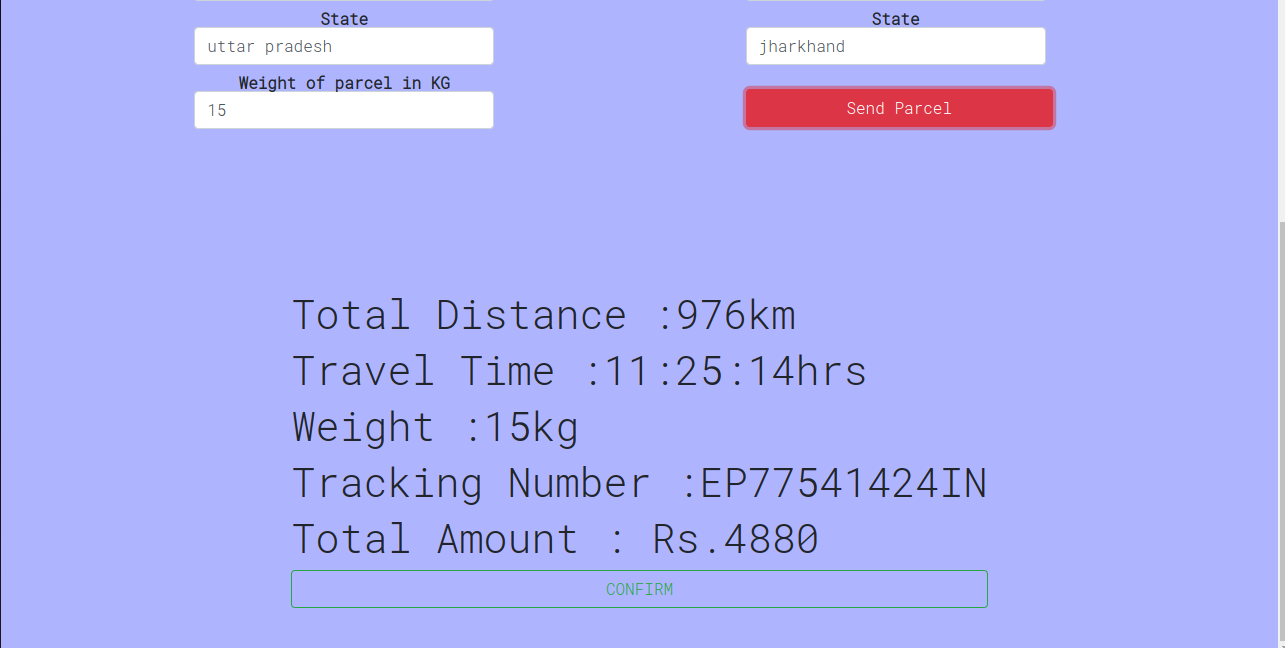 State
uttar pradesh
Weight of parcel in KG
15
State
jharkhand
Send Parcel
Total Distance :976km
Travel Time :11:25:14hrs
Weight :15kg
Tracking Number :EP77541424IN
Total Amount : Rs.4880
CONFIRM